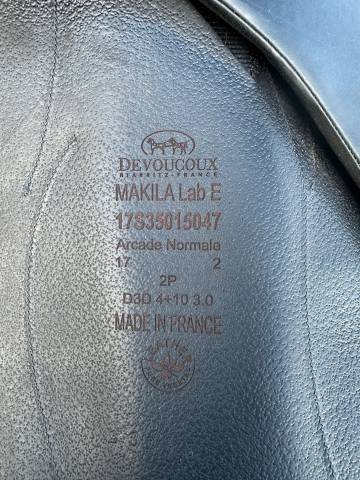 DEVOUCOUX
BIARRITZ-FRANCE
MAKILA Lab E
17S35015047
Arcade Normale
17 2
2P
D3D 4+10 3.0
MADE IN FRANCE